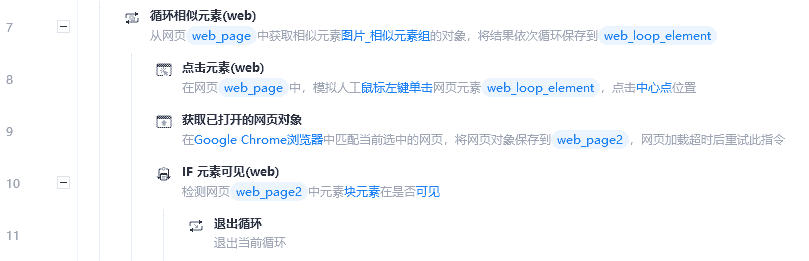 7
循环相似元素(web)
从网页 web_page 中获取相似元素图片_相似元素组的对象，将结果依次循环保存到 web_loop_element
8
点击元素(web)
在网页 web_page 中，模拟人工鼠标左键单击网页元素 web_loop_element ，点击中心点位置
9
获取已打开的网页对象
在Google Chrome浏览器中匹配当前选中的网页，将网页对象保存到 web_page2 ，网页加载超时后重试此指令
10
IF 元素可见(web)
检测网页 web_page2 中元素块元素在是否可见
11
退出循环
退出当前循环